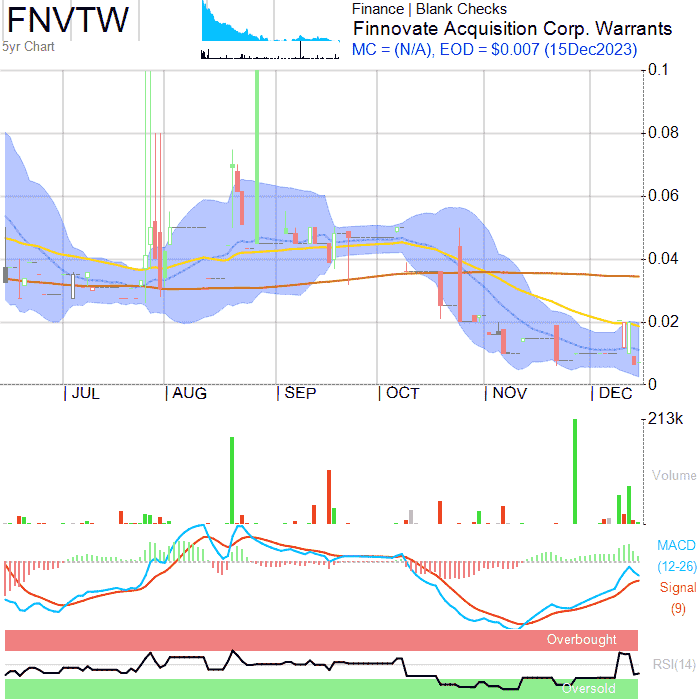 FNVTW
5yr Chart
Finance | Blank Checks
Finnovate Acquisition Corp. Warrants
MC = (N/A), EOD = $0.007 (15Dec2023)
0.1
0.08
0.06
0.04
0.02
0
JUL AUG SEP OCT NOV DEC
213k
Volume
MACD
(12-26)
Signal
(9)
Overbought
RSI(14)
Oversold